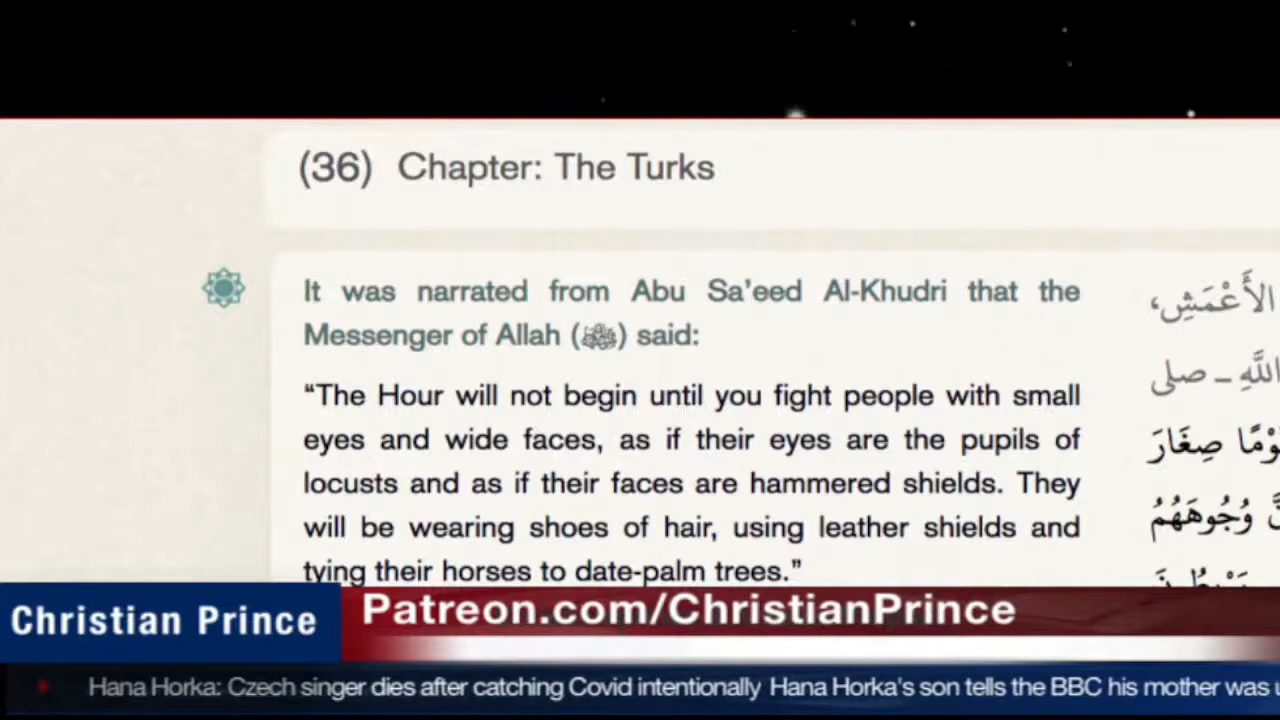 (36) Chapter: The Turks
It was narrated from Abu Sa’eed Al-Khudri that the
Messenger of Allah (ﷺ) said:
“The Hour will not begin until you fight people with small
eyes and wide faces, as if their eyes are the pupils of
locusts and as if their faces are hammered shields. They
will be wearing shoes of hair, using leather shields and
tying their horses to date-palm trees.”
الأَعْمَشِ،
اللَّهِ ـ صلى
صِغَارَ
وُجُوهَهُمُ
Christian Prince
Patreon.com/ChristianPrince
Hana Horka: Czech singer dies after catching Covid intentionally Hana Horka's son tells the BBC his mother was